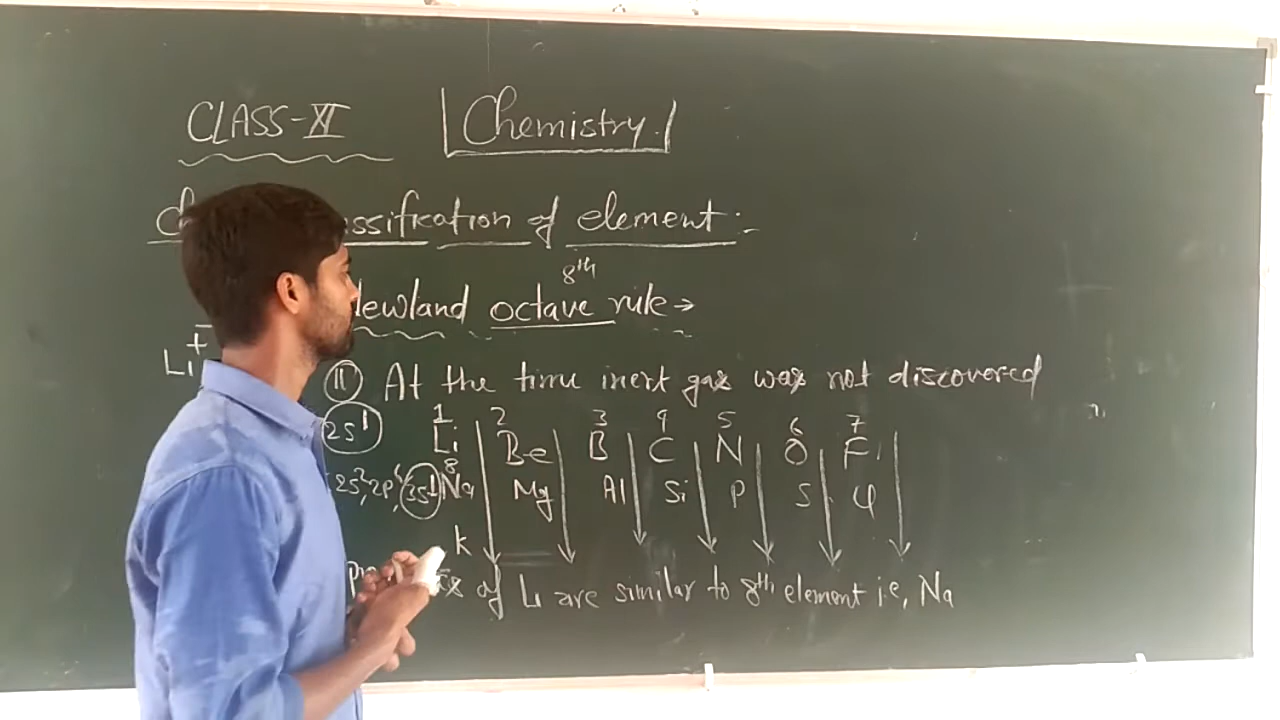 CLASS-XI Chemistry.
ssification of element :-
8th
ewland octave rule →
Li +
(11) At the time inert gas was not discovered
1 2 3 4 5 6 7
2s1 Li Be B C N O F
8
2s2, 2p6, 3s1 Na Mg Al Si P S Cl
K
of Li are similar to 8th element i.e, Na